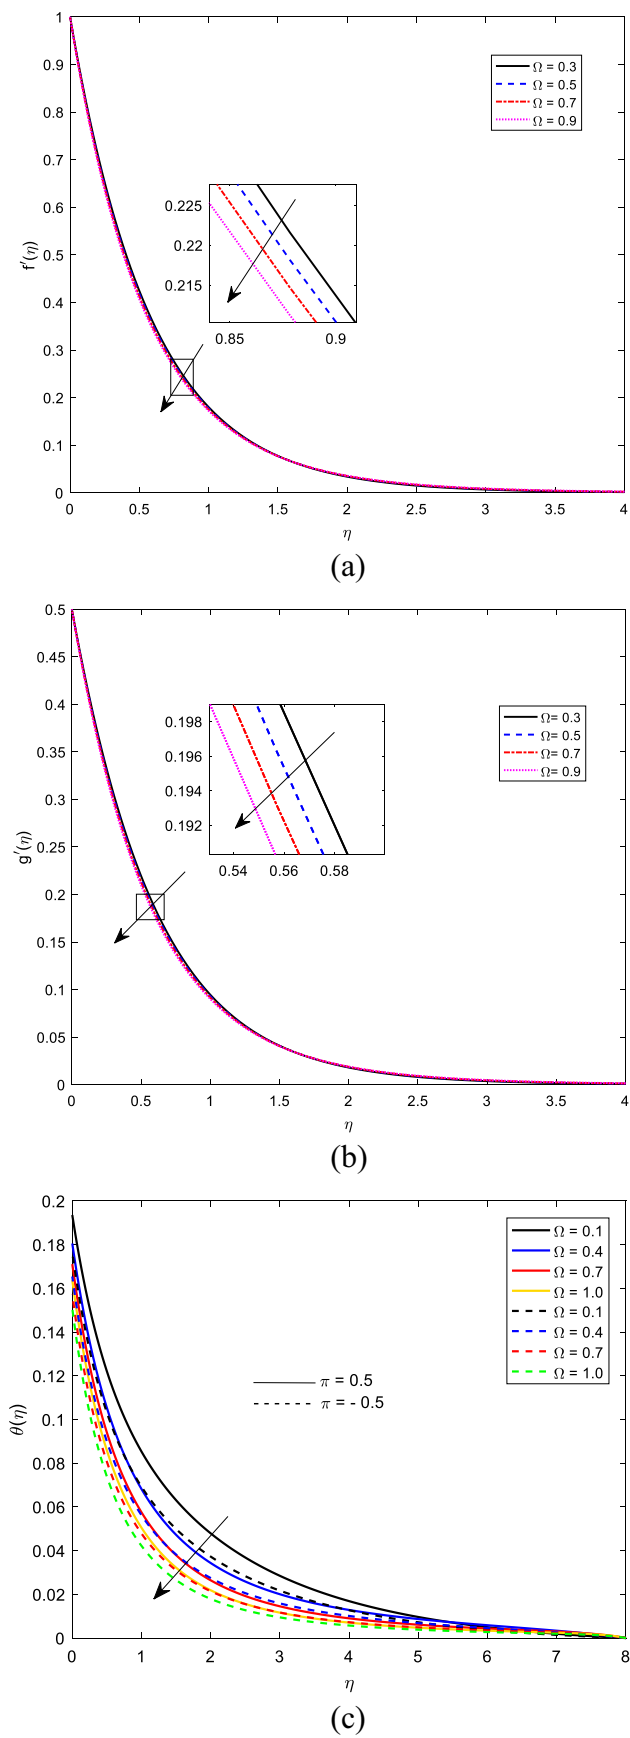 1
0.9
0.8
0.7
0.6
0.5
0.4
0.3
0.2
0.1
0
f'(η)
Ω = 0.3
Ω = 0.5
Ω = 0.7
Ω = 0.9
0.225
0.22
0.215
0.85 0.9
0 0.5 1 1.5 2 2.5 3 3.5 4
η
(a)
0.5
0.45
0.4
0.35
0.3
0.25
0.2
0.15
0.1
0.05
0
g'(η)
Ω= 0.3
Ω= 0.5
Ω= 0.7
Ω= 0.9
0.198
0.196
0.194
0.192
0.54 0.56 0.58
0 0.5 1 1.5 2 2.5 3 3.5 4
η
(b)
0.2
0.18
0.16
0.14
0.12
0.1
0.08
0.06
0.04
0.02
0
θ(η)
Ω = 0.1
Ω = 0.4
Ω = 0.7
Ω = 1.0
Ω = 0.1
Ω = 0.4
Ω = 0.7
Ω = 1.0
π = 0.5
π = - 0.5
0 1 2 3 4 5 6 7 8
η
(c)